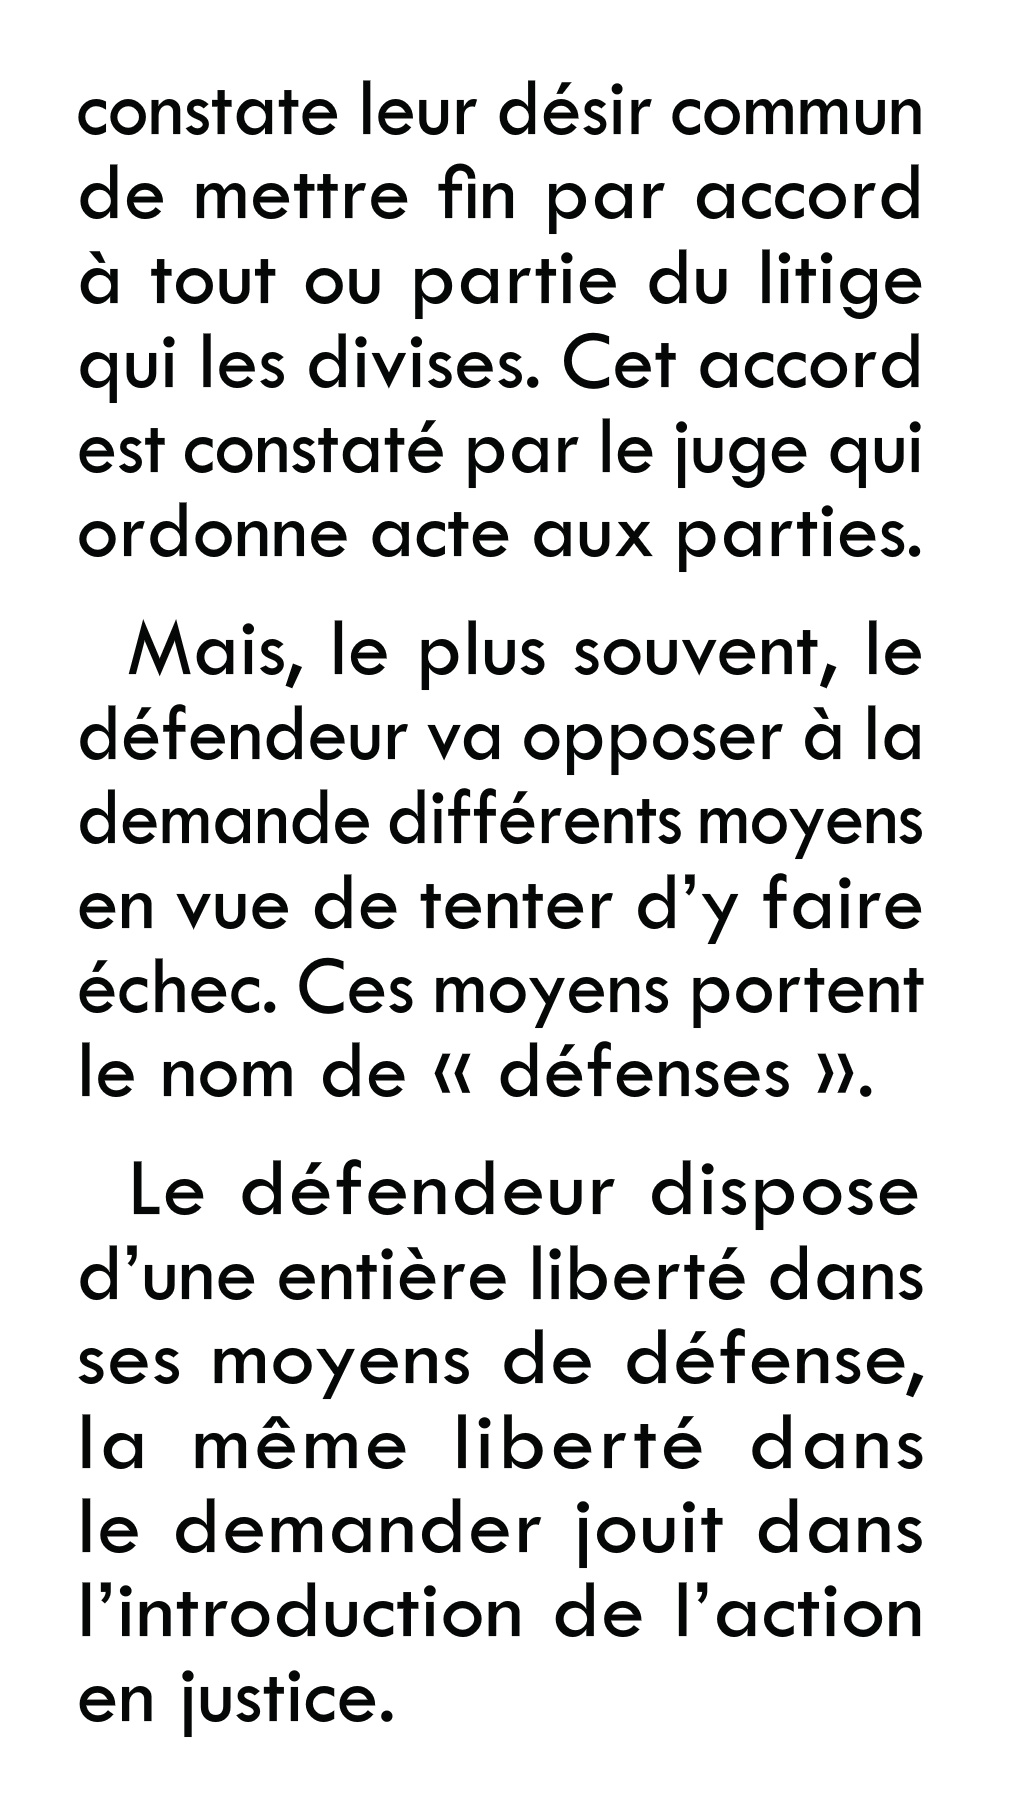 constate leur désir commun
de mettre fin par accord
à tout ou partie du litige
qui les divises. Cet accord
est constaté par le juge qui
ordonne acte aux parties.
Mais, le plus souvent, le
défendeur va opposer à la
demande différents moyens
en vue de tenter d’y faire
échec. Ces moyens portent
le nom de « défenses ».
Le défendeur dispose
d’une entière liberté dans
ses moyens de défense,
la même liberté dans
le demander jouit dans
l’introduction de l’action
en justice.